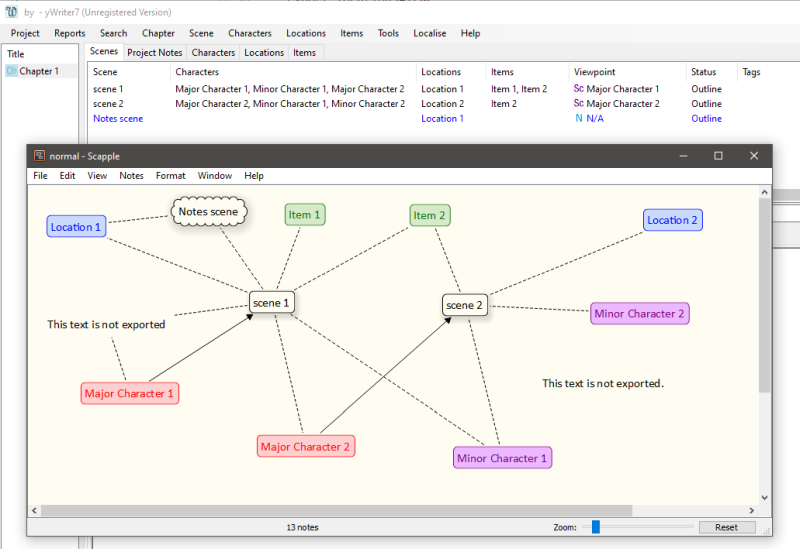 by - yWriter7 (Unregistered Version)
Project Reports Search Chapter Scene Characters Locations Items Tools Localise Help
Title
Ch Chapter 1
Scenes Project Notes Characters Locations Items
Scene Characters Locations Items Viewpoint Status Tags
scene 1 Major Character 1, Minor Character 1, Major Character 2 Location 1 Item 1, Item 2 Sc Major Character 1 Outline
scene 2 Major Character 2, Minor Character 1, Minor Character 2 Location 2 Item 2 Sc Major Character 2 Outline
Notes scene Location 1 N N/A Outline
normal - Scapple
File Edit View Notes Format Window Help
Notes scene
Item 1
Item 2
Location 2
Location 1
scene 1
scene 2
Minor Character 2
This text is not exported
This text is not exported.
Major Character 1
Major Character 2
Minor Character 1
13 notes
Zoom:
Reset